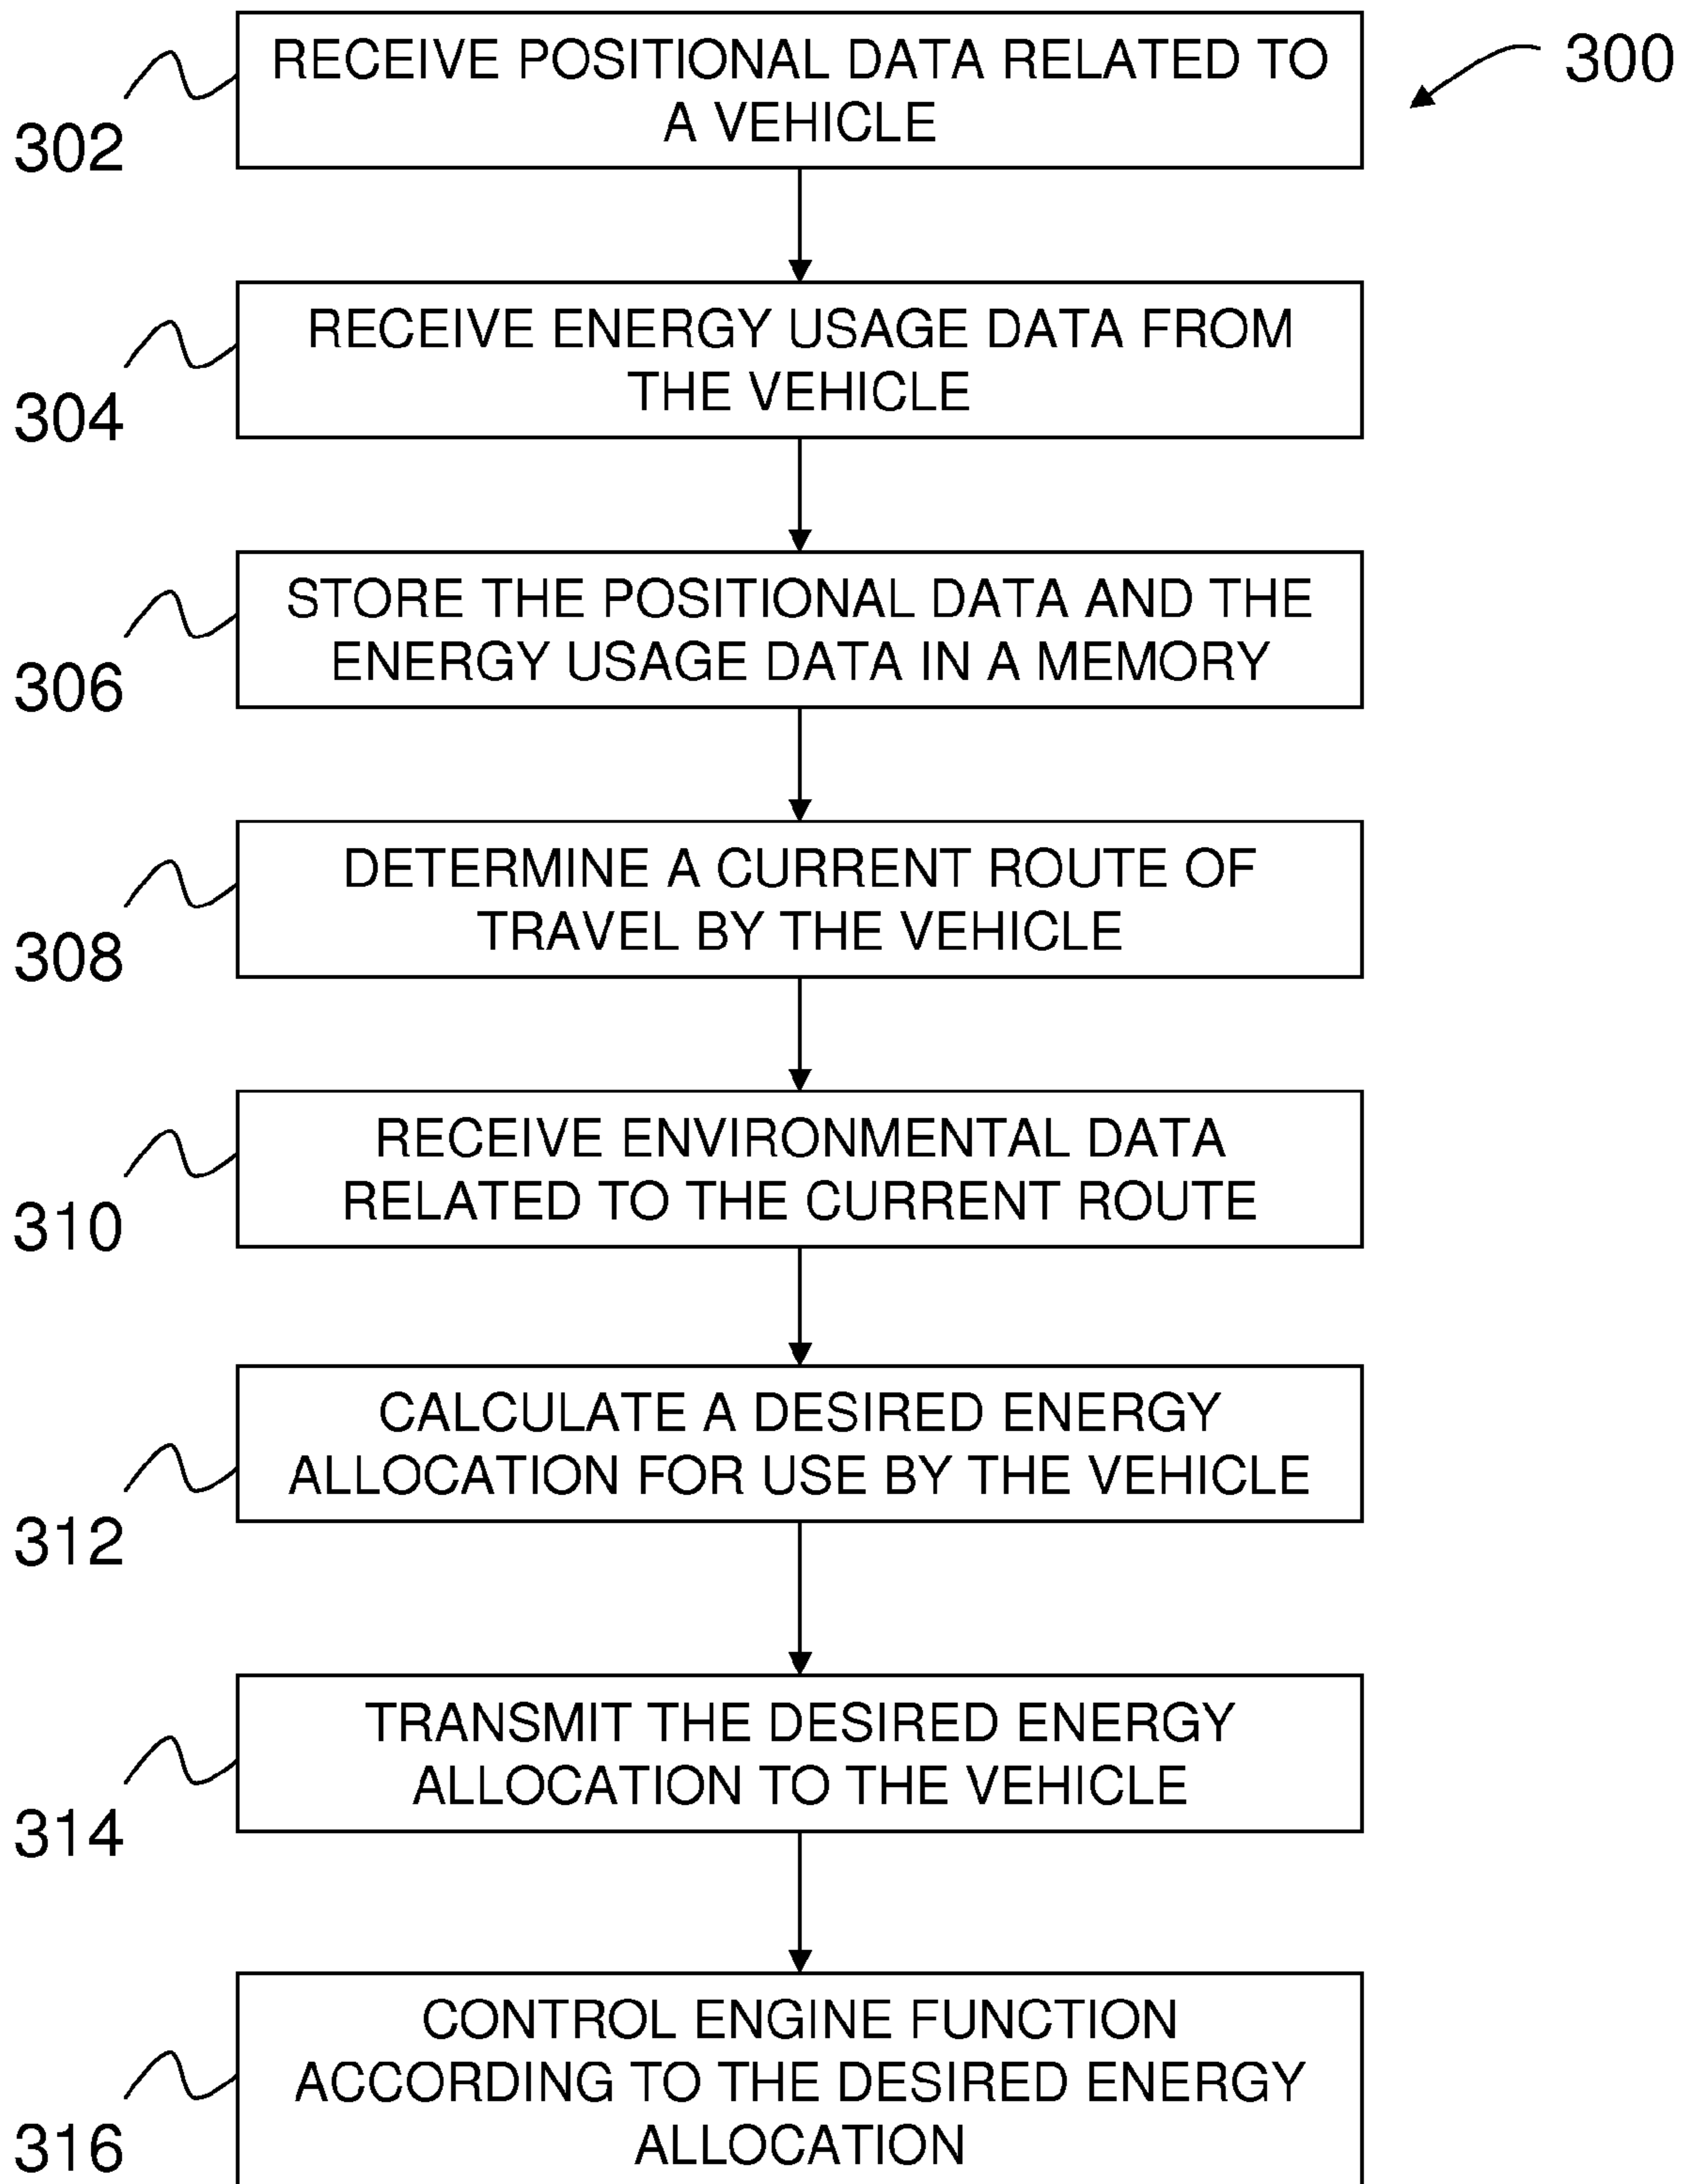 RECEIVE POSITIONAL DATA RELATED TO
A VEHICLE
300
302
RECEIVE ENERGY USAGE DATA FROM
THE VEHICLE
304
STORE THE POSITIONAL DATA AND THE
ENERGY USAGE DATA IN A MEMORY
306
DETERMINE A CURRENT ROUTE OF
TRAVEL BY THE VEHICLE
308
RECEIVE ENVIRONMENTAL DATA
RELATED TO THE CURRENT ROUTE
310
CALCULATE A DESIRED ENERGY
ALLOCATION FOR USE BY THE VEHICLE
312
TRANSMIT THE DESIRED ENERGY
ALLOCATION TO THE VEHICLE
314
CONTROL ENGINE FUNCTION
ACCORDING TO THE DESIRED ENERGY
ALLOCATION
316